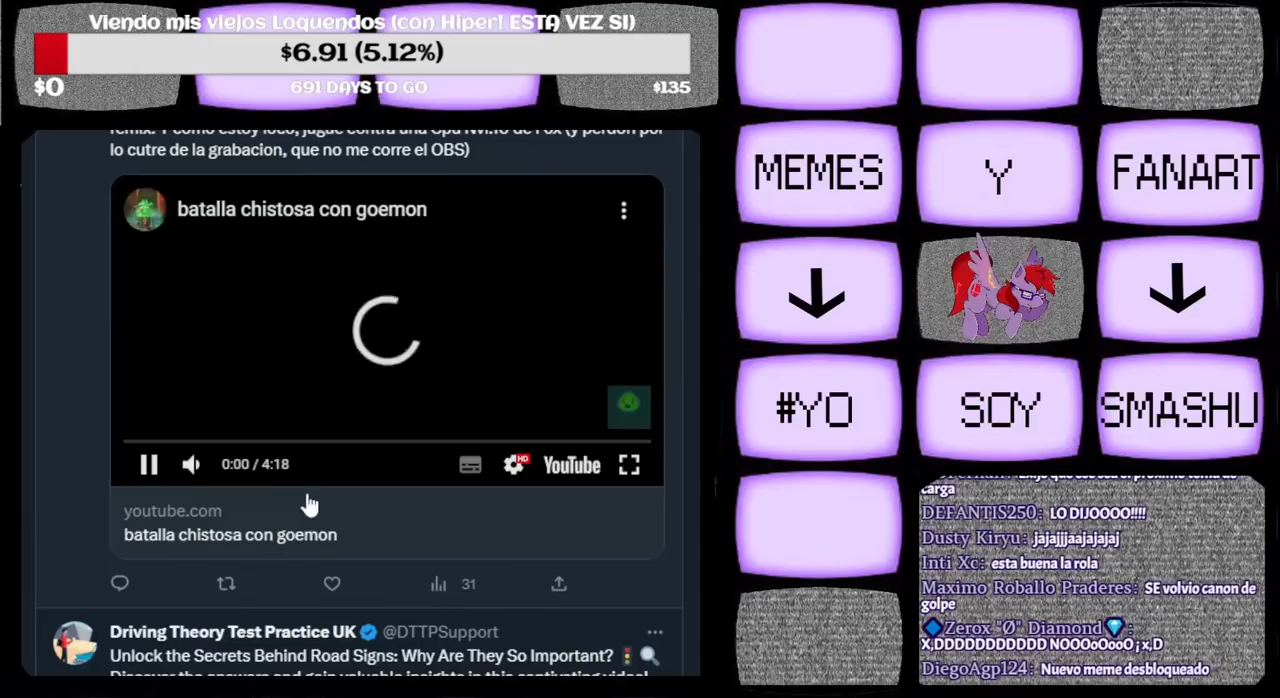 Viendo mis viejos Loquendos (con Hiper! ESTA VEZ SI)
$6.91 (5.12%)
$0
691 DAYS TO GO
$135
lo cutre de la grabacion, que no me corre el OBS)
batalla chistosa con goemon
0:00 / 4:18
HD
YouTube
youtube.com
batalla chistosa con goemon
31
Driving Theory Test Practice UK @DTTPSupport
Unlock the Secrets Behind Road Signs: Why Are They So Important?
MEMES
Y
FANART
#YO
SOY
SMASHU
carga
DEFANTIS250: LO DIJOOOO!!!!
Dusty Kiryu: jajajjjaajajajaj
Inti Xc: esta buena la rola
Maximo Roballo Praderes: SE volvio canon de
golpe
Zerox "Ø" Diamond💎:
X,DDDDDDDDDDD NOOOoOooO ¡ x,D
DiegoAgp124: Nuevo meme desbloqueado